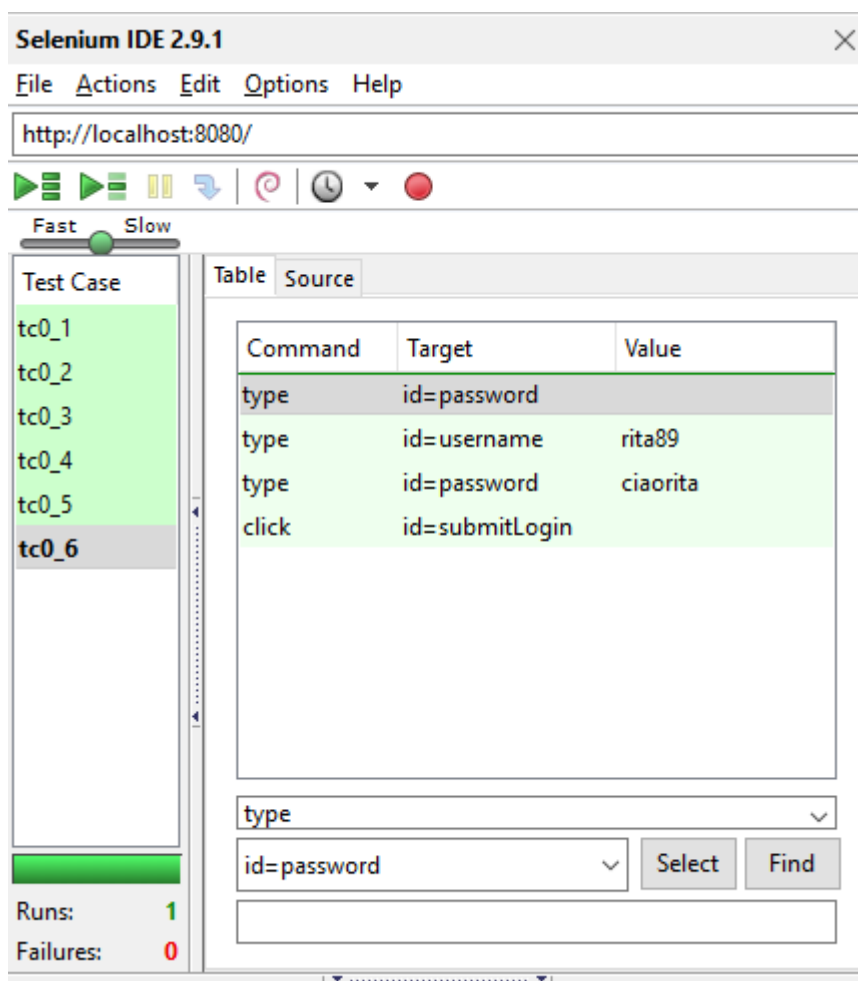 Selenium IDE 2.9.1
File Actions Edit Options Help
http://localhost:8080/
Fast Slow
Test Case
tc0_1
tc0_2
tc0_3
tc0_4
tc0_5
tc0_6
Table Source
Command Target Value
type id=password
type id=username rita89
type id=password ciaorita
click id=submitLogin
type
id=password Select Find
Runs: 1
Failures: 0